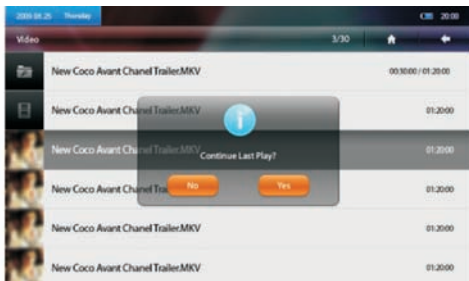 2009.01.25 Thursday 20:00
Video 3/30
New Coco Avant Chanel Trailer.MKV 00:30:00 / 01:20:00
New Coco Avant Chanel Trailer.MKV 01:20:00
New Coco Avant Chanel Trailer.MKV 01:20:00
Continue Last Play?
New Coco Avant Chanel Trailer.MKV 01:20:00
No Yes
New Coco Avant Chanel Trailer.MKV 01:20:00
New Coco Avant Chanel Trailer.MKV 01:20:00